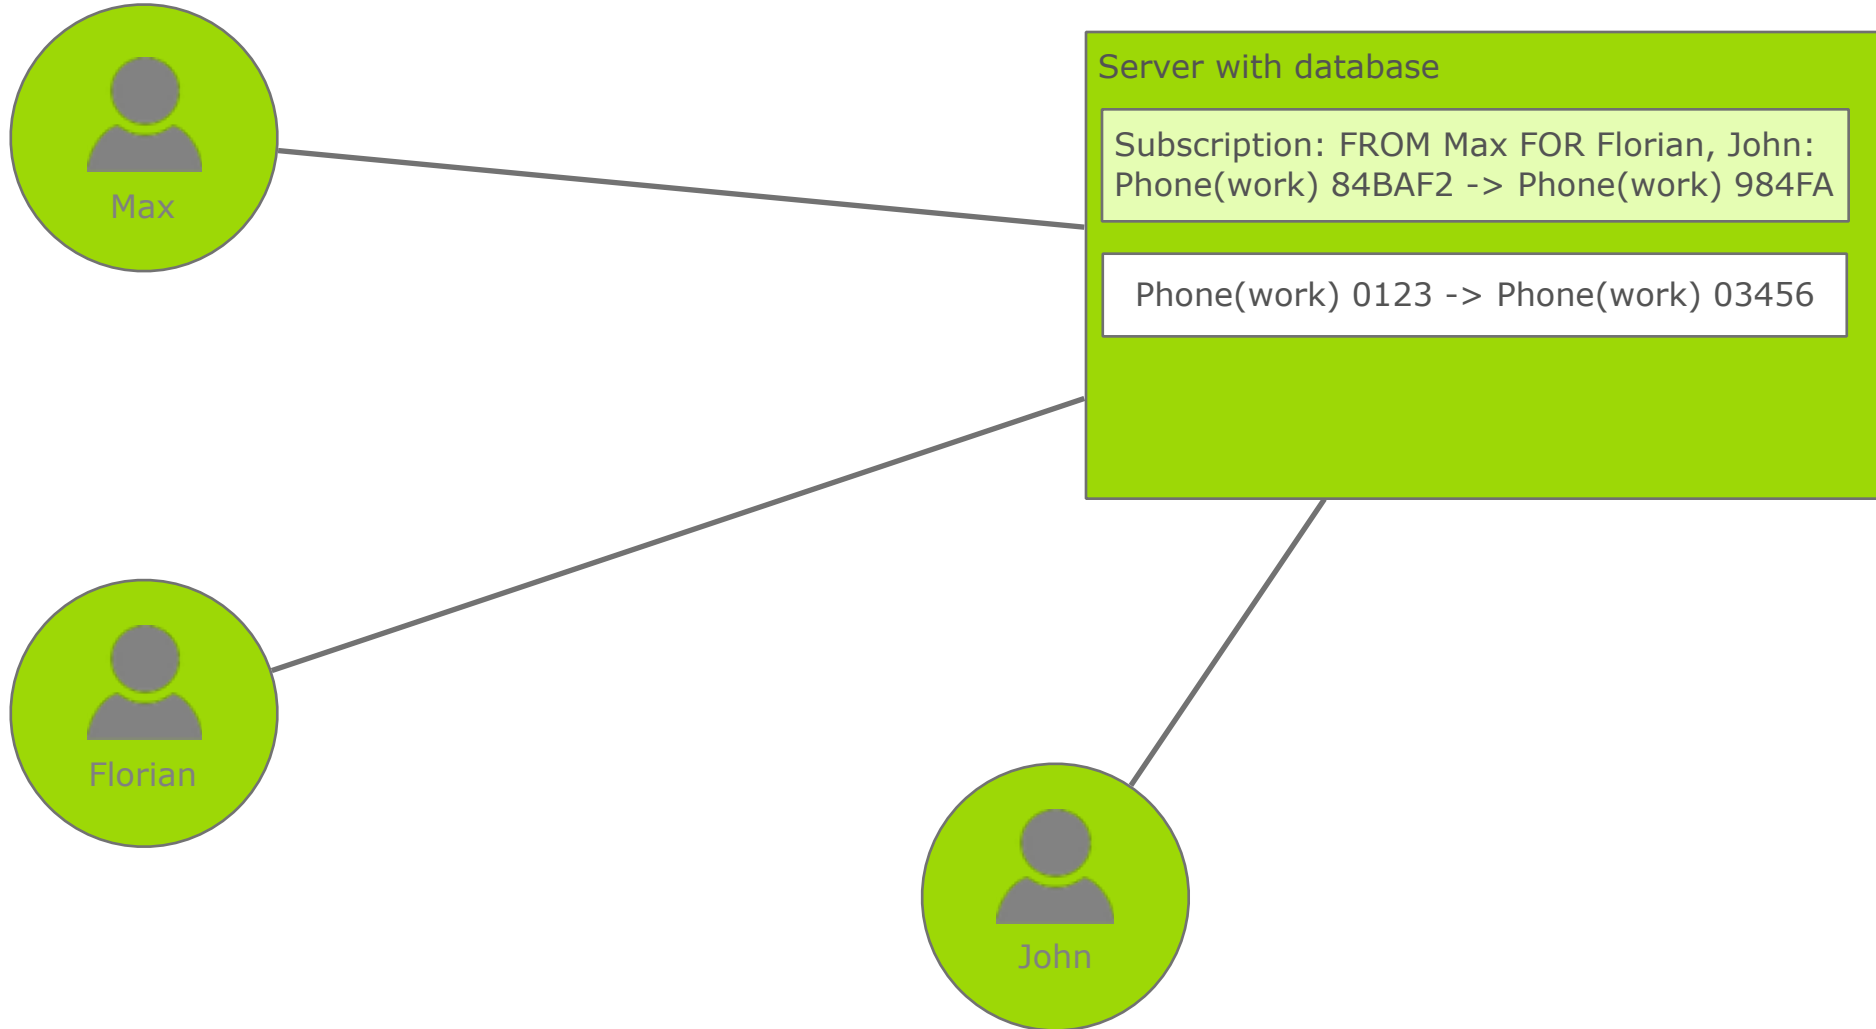 Max
Server with database
Subscription: FROM Max FOR Florian, John:
Phone(work) 84BAF2 -> Phone(work) 984FA
Phone(work) 0123 -> Phone(work) 03456
Florian
John